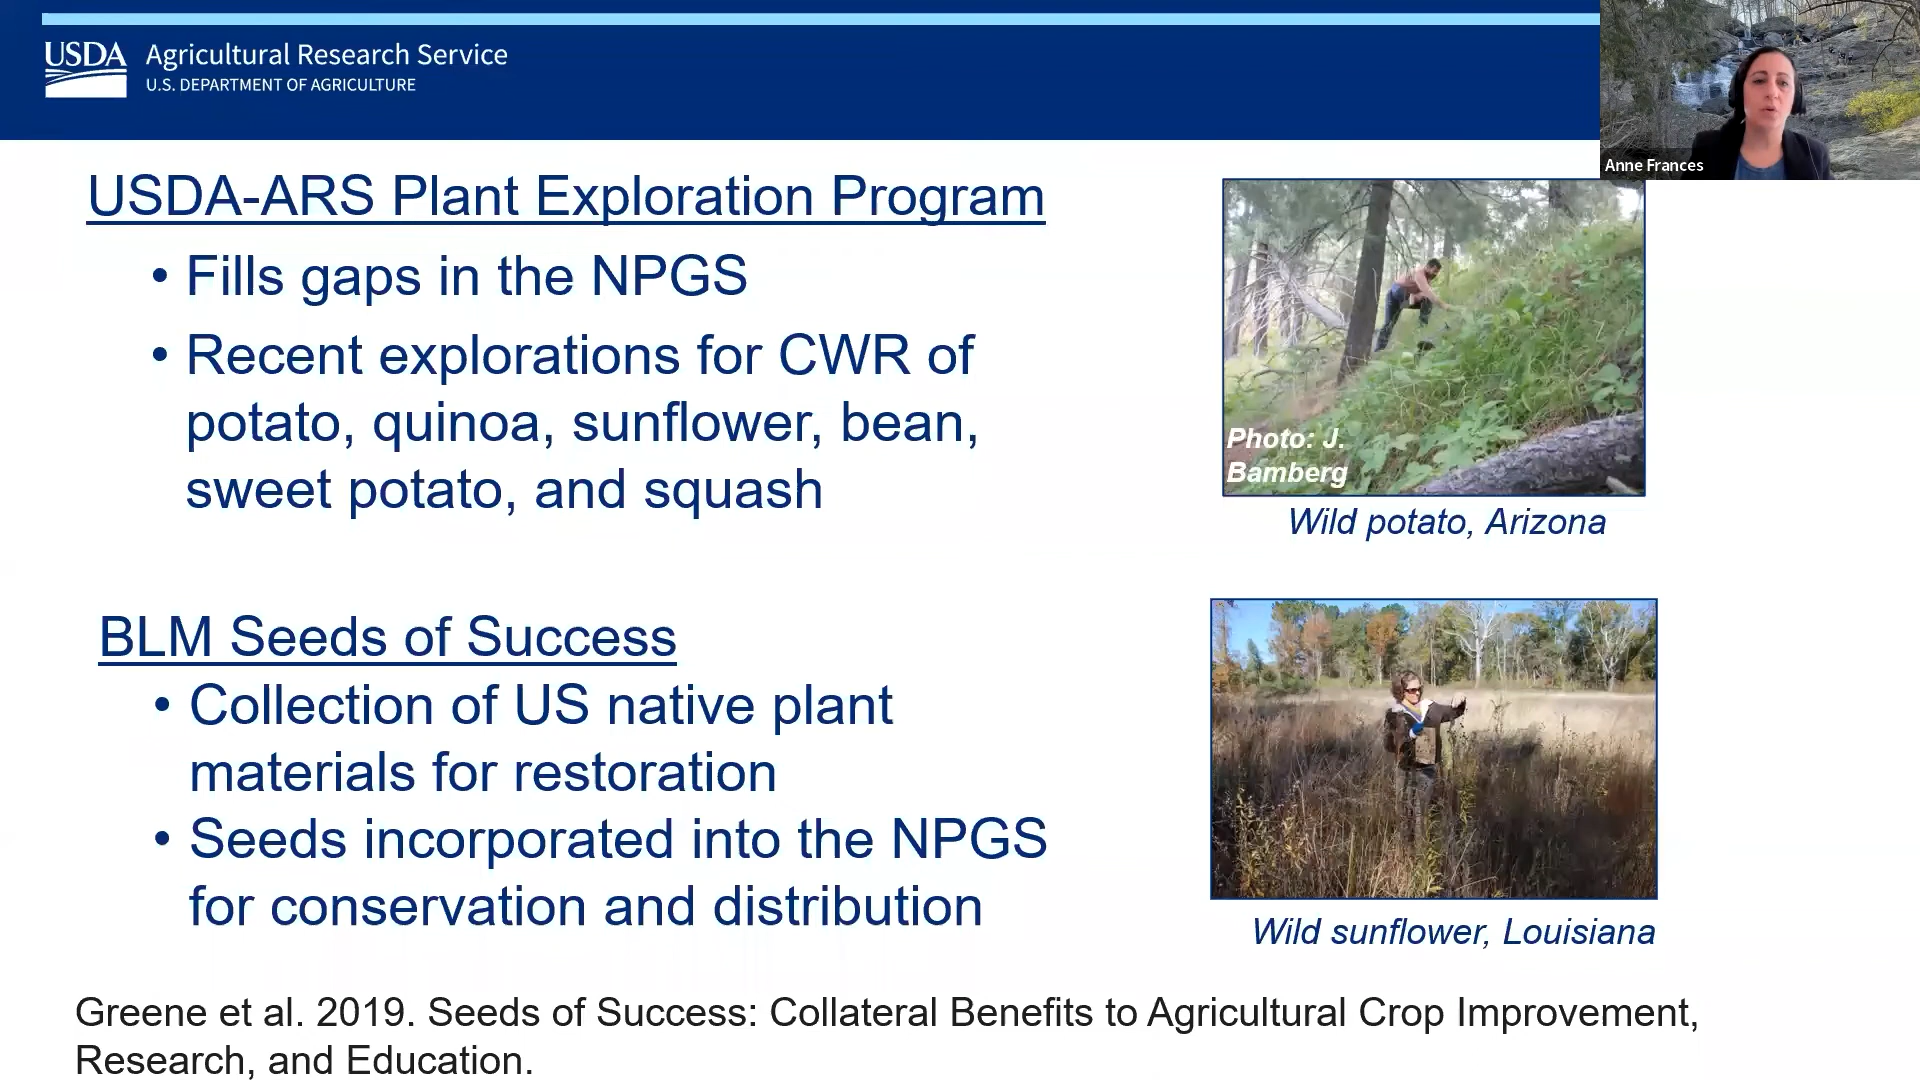 USDA
Agricultural Research Service
U.S. DEPARTMENT OF AGRICULTURE
Anne Frances
USDA-ARS Plant Exploration Program
• Fills gaps in the NPGS
• Recent explorations for CWR of
potato, quinoa, sunflower, bean,
sweet potato, and squash
Photo: J.
Bamberg
Wild potato, Arizona
BLM Seeds of Success
• Collection of US native plant
materials for restoration
• Seeds incorporated into the NPGS
for conservation and distribution
Wild sunflower, Louisiana
Greene et al. 2019. Seeds of Success: Collateral Benefits to Agricultural Crop Improvement,
Research, and Education.